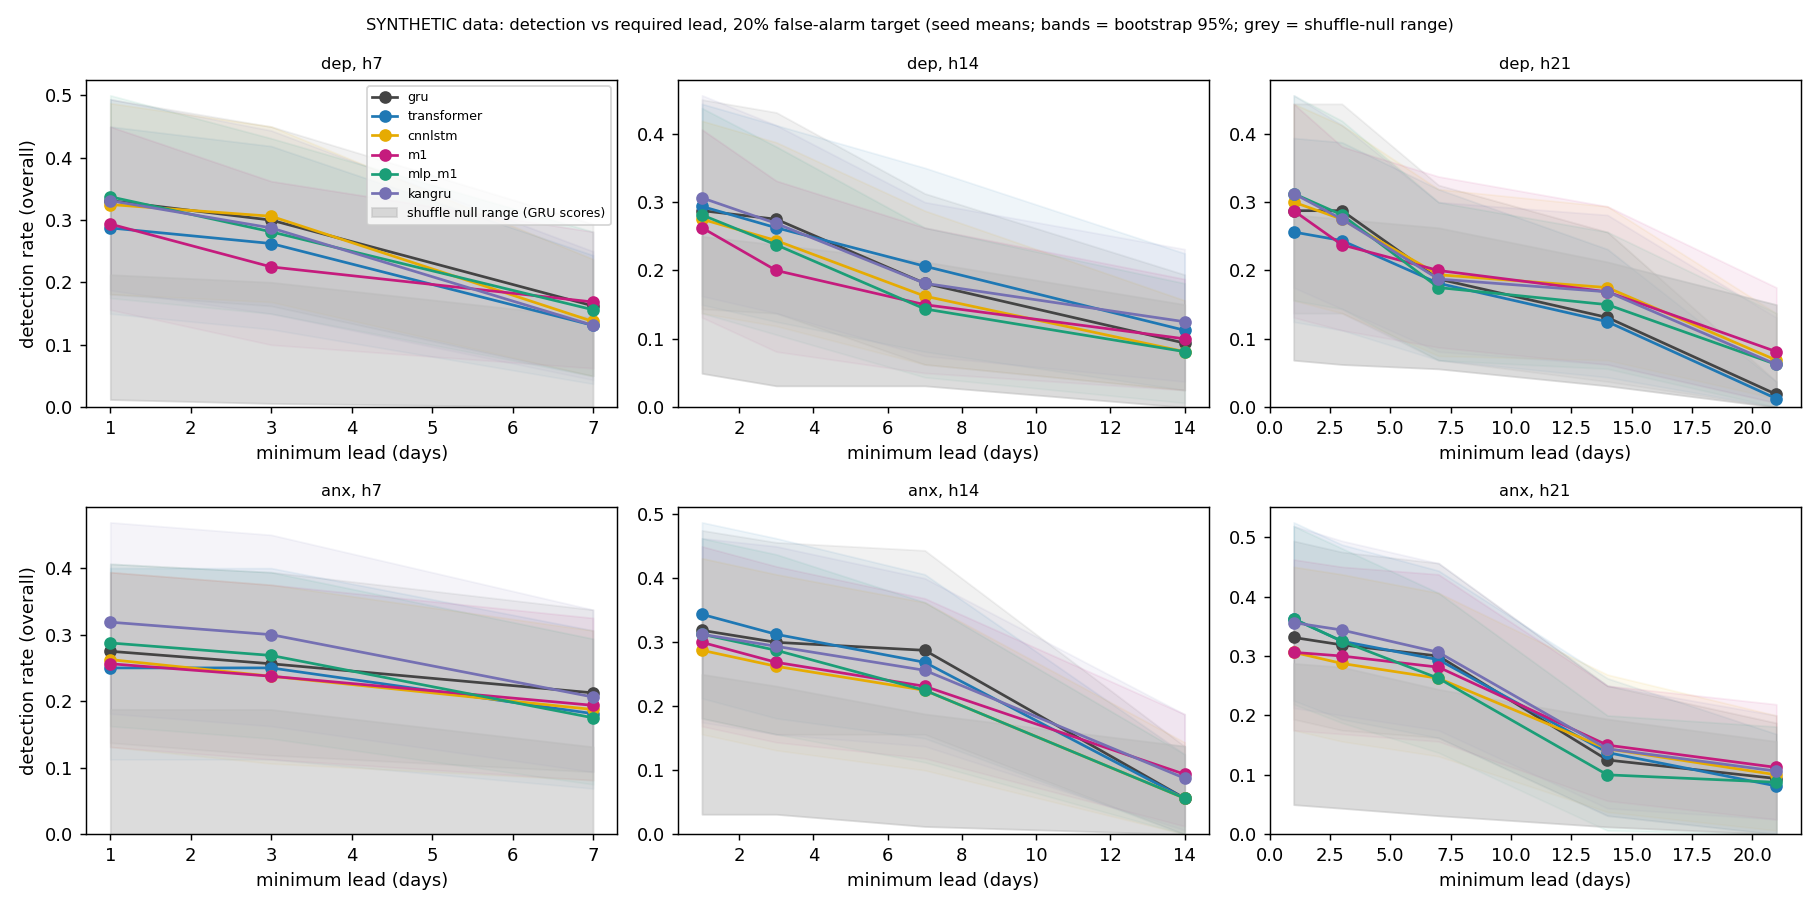 SYNTHETIC data: detection vs required lead, 20% false-alarm target (seed means; bands = bootstrap 95%; grey = shuffle-null range)
dep, h7
detection rate (overall)
0.5
0.4
0.3
0.2
0.1
0.0
gru
transformer
cnnlstm
m1
mlp_m1
kangru
shuffle null range (GRU scores)
1 2 3 4 5 6 7
minimum lead (days)
dep, h14
0.4
0.3
0.2
0.1
0.0
2 4 6 8 10 12 14
minimum lead (days)
dep, h21
0.4
0.3
0.2
0.1
0.0
0.0 2.5 5.0 7.5 10.0 12.5 15.0 17.5 20.0
minimum lead (days)
anx, h7
detection rate (overall)
0.4
0.3
0.2
0.1
0.0
1 2 3 4 5 6 7
minimum lead (days)
anx, h14
0.5
0.4
0.3
0.2
0.1
0.0
2 4 6 8 10 12 14
minimum lead (days)
anx, h21
0.5
0.4
0.3
0.2
0.1
0.0
0.0 2.5 5.0 7.5 10.0 12.5 15.0 17.5 20.0
minimum lead (days)